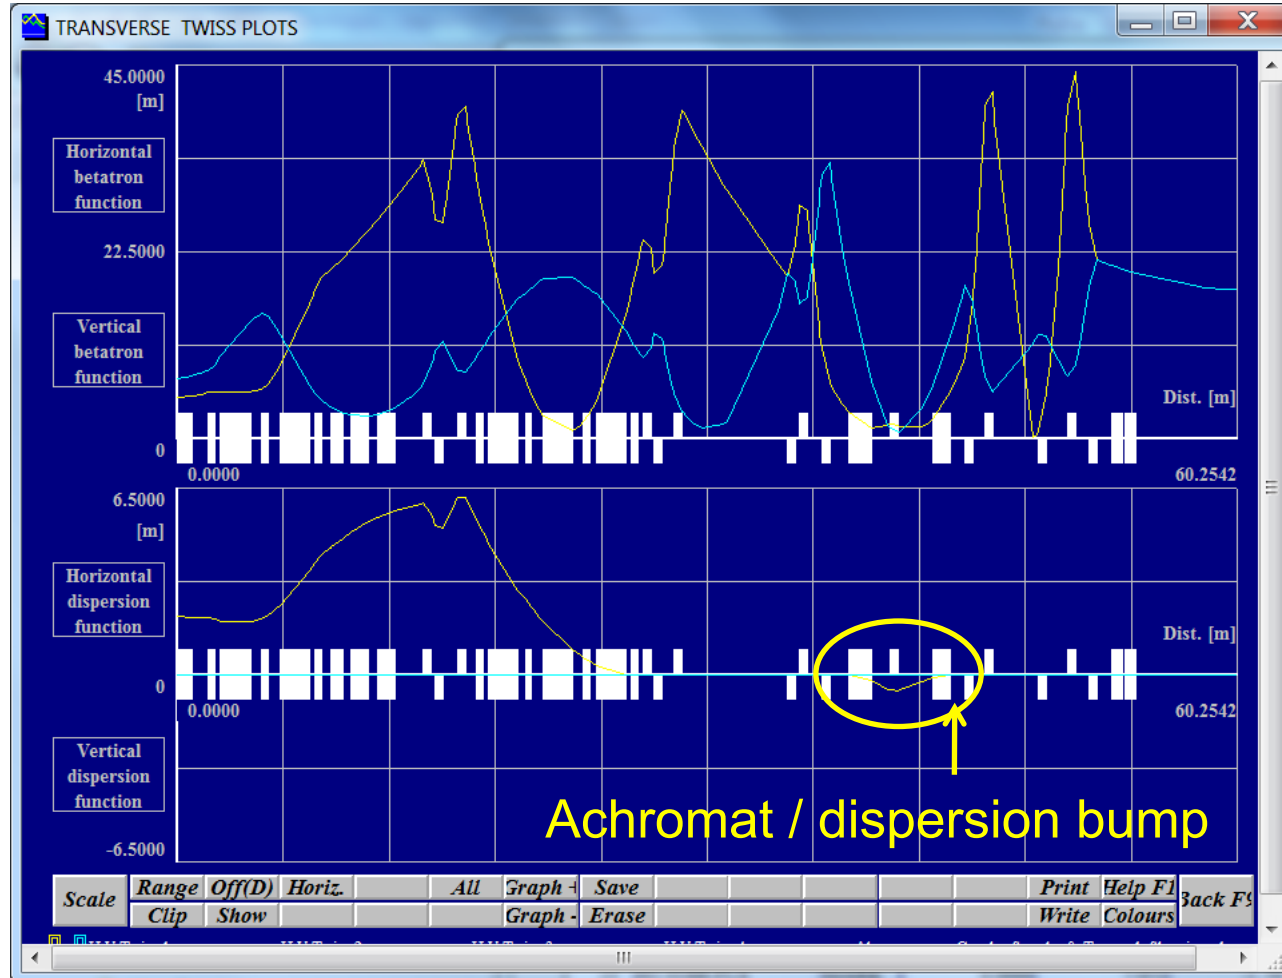 TRANSVERSE TWISS PLOTS
45.0000
[m]
Horizontal
betatron
function
22.5000
Vertical
betatron
function
Dist. [m]
0
0.0000
60.2542
6.5000
[m]
Horizontal
dispersion
function
Dist. [m]
0
0.0000
60.2542
Vertical
dispersion
function
Achromat / dispersion bump
-6.5000
Scale
Range Off(D) Horiz. All Graph + Save Print Help F1
Back F9
Clip Show Graph - Erase Write Colours